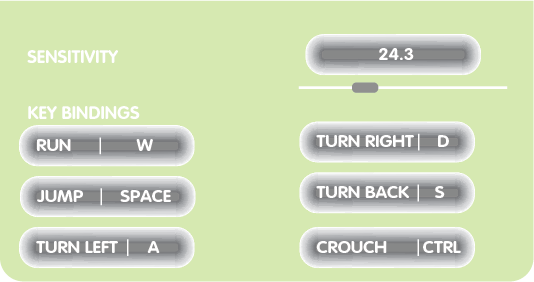 SENSITIVITY
24.3
KEY BINDINGS
RUN | W
TURN RIGHT | D
JUMP | SPACE
TURN BACK | S
TURN LEFT | A
CROUCH | CTRL